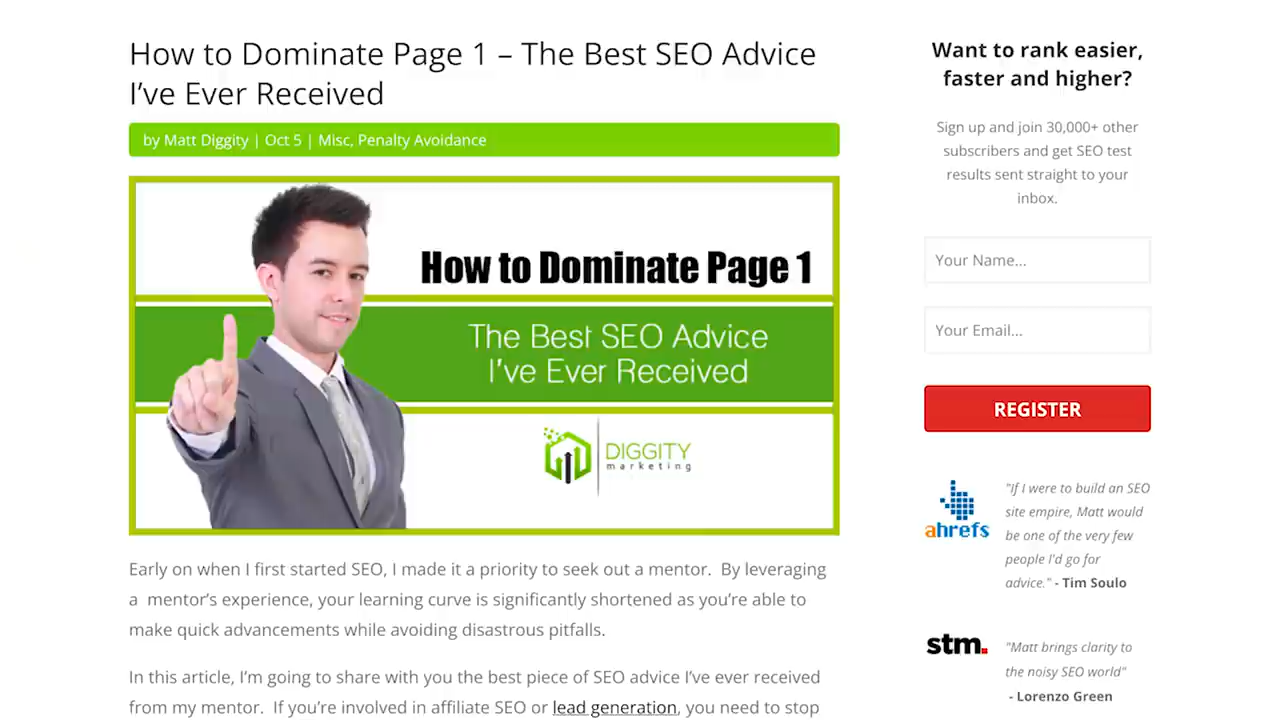 How to Dominate Page 1 – The Best SEO Advice
I’ve Ever Received
by Matt Diggity | Oct 5 | Misc, Penalty Avoidance
How to Dominate Page 1
The Best SEO Advice
I’ve Ever Received
DIGGITY
marketing
Early on when I first started SEO, I made it a priority to seek out a mentor.  By leveraging
a  mentor’s experience, your learning curve is significantly shortened as you’re able to
make quick advancements while avoiding disastrous pitfalls.
In this article, I’m going to share with you the best piece of SEO advice I’ve ever received
from my mentor.  If you’re involved in affiliate SEO or lead generation, you need to stop
Want to rank easier,
faster and higher?
Sign up and join 30,000+ other
subscribers and get SEO test
results sent straight to your
inbox.
Your Name...
Your Email...
REGISTER
ahrefs
"If I were to build an SEO
site empire, Matt would
be one of the very few
people I'd go for
advice." - Tim Soulo
stm.
"Matt brings clarity to
the noisy SEO world"
- Lorenzo Green